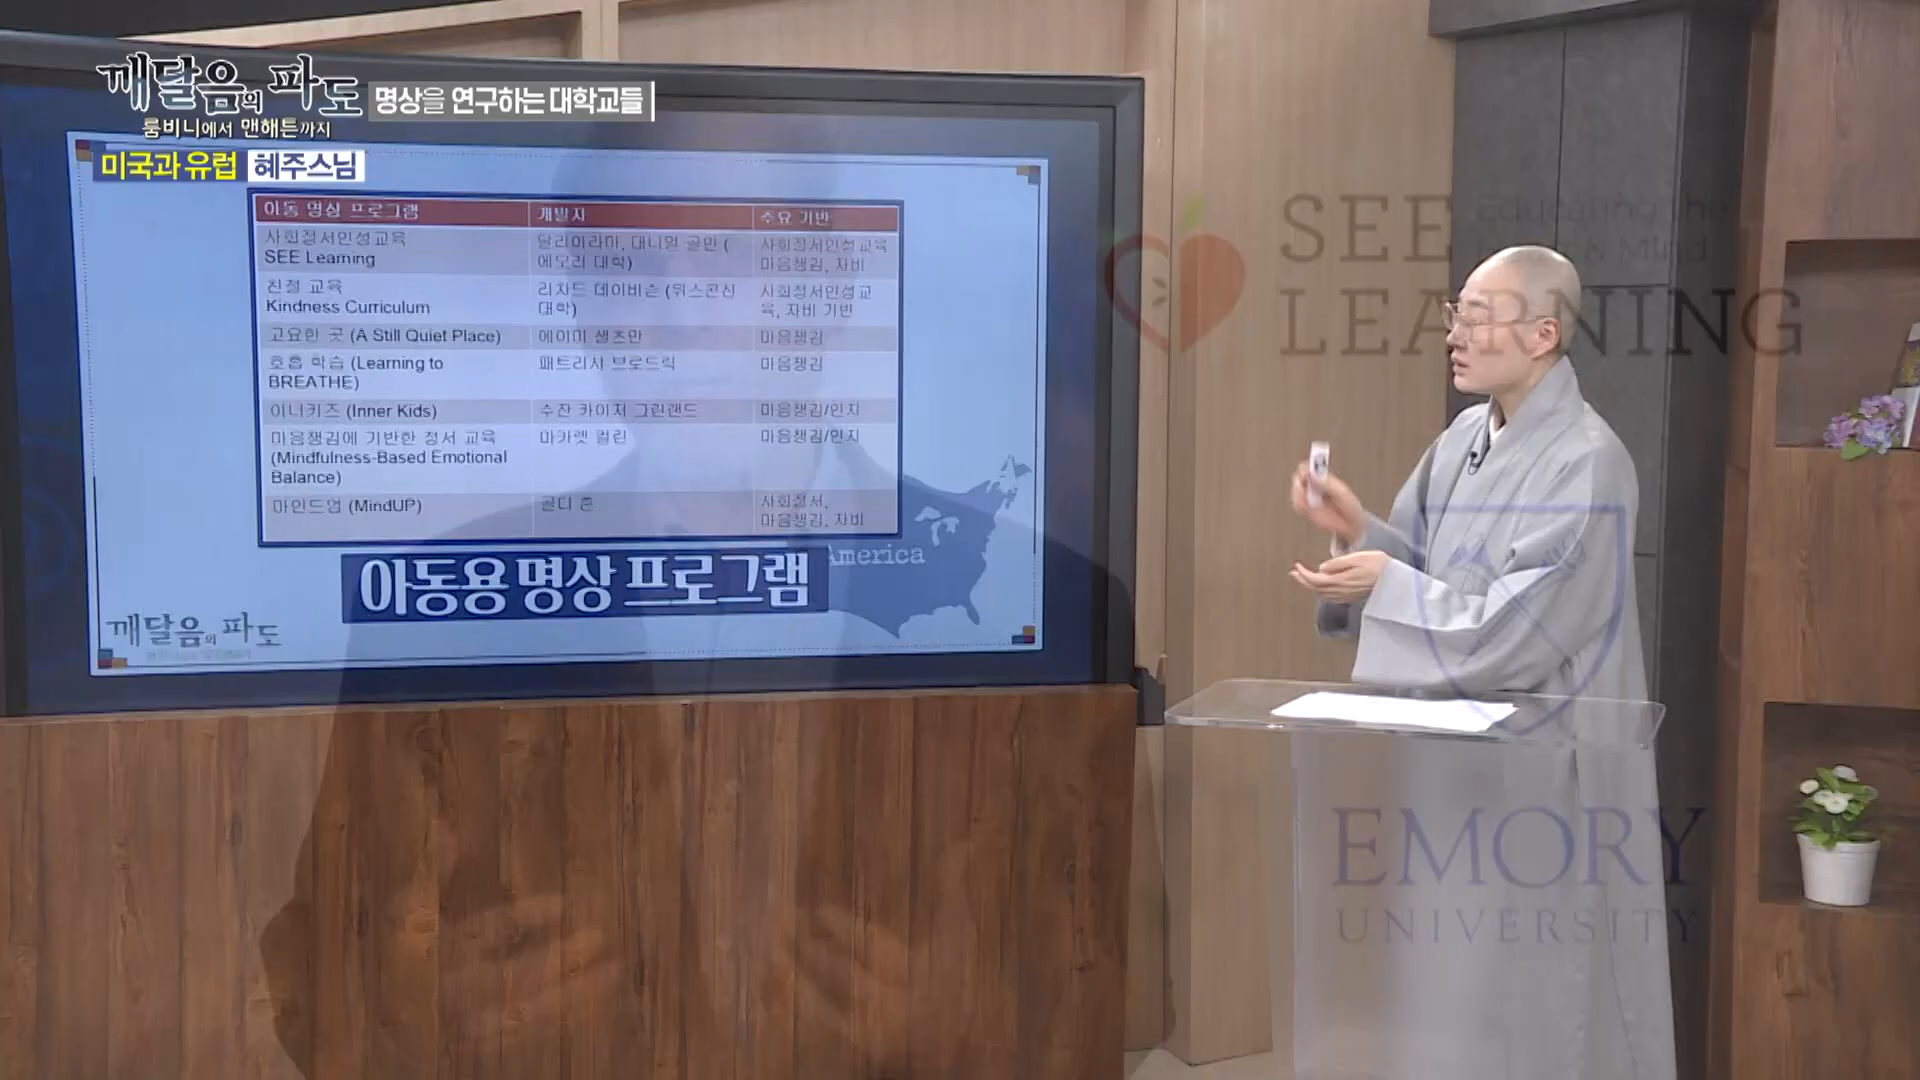 깨달음의 파도
룸비니에서 맨해튼까지
명상을 연구하는 대학교들
미국과 유럽 혜주스님
아동 명상 프로그램 개발자 주요 기반
사회정서인성교육
SEE Learning
달라이라마, 대니얼 골먼 (
에모리 대학)
사회정서인성교육
마음챙김, 자비
친절 교육
Kindness Curriculum
리차드 데이비슨 (위스콘신
대학)
사회정서인성교
육, 자비 기반
고요한 곳 (A Still Quiet Place) 에이미 샐츠만 마음챙김
호흡 학습 (Learning to
BREATHE)
패트리샤 브로드릭 마음챙김
이너키즈 (Inner Kids) 수잔 카이저 그린랜드 마음챙김/인지
마음챙김에 기반한 정서 교육
(Mindfulness-Based Emotional
Balance)
마가렛 컬린 마음챙김/인지
마인드업 (MindUP) 골디 혼
사회정서,
마음챙김, 자비
America
아동용 명상 프로그램
깨달음의 파도
SEE
LEARNING
Educating the
& Mind
EMORY
UNIVERSITY